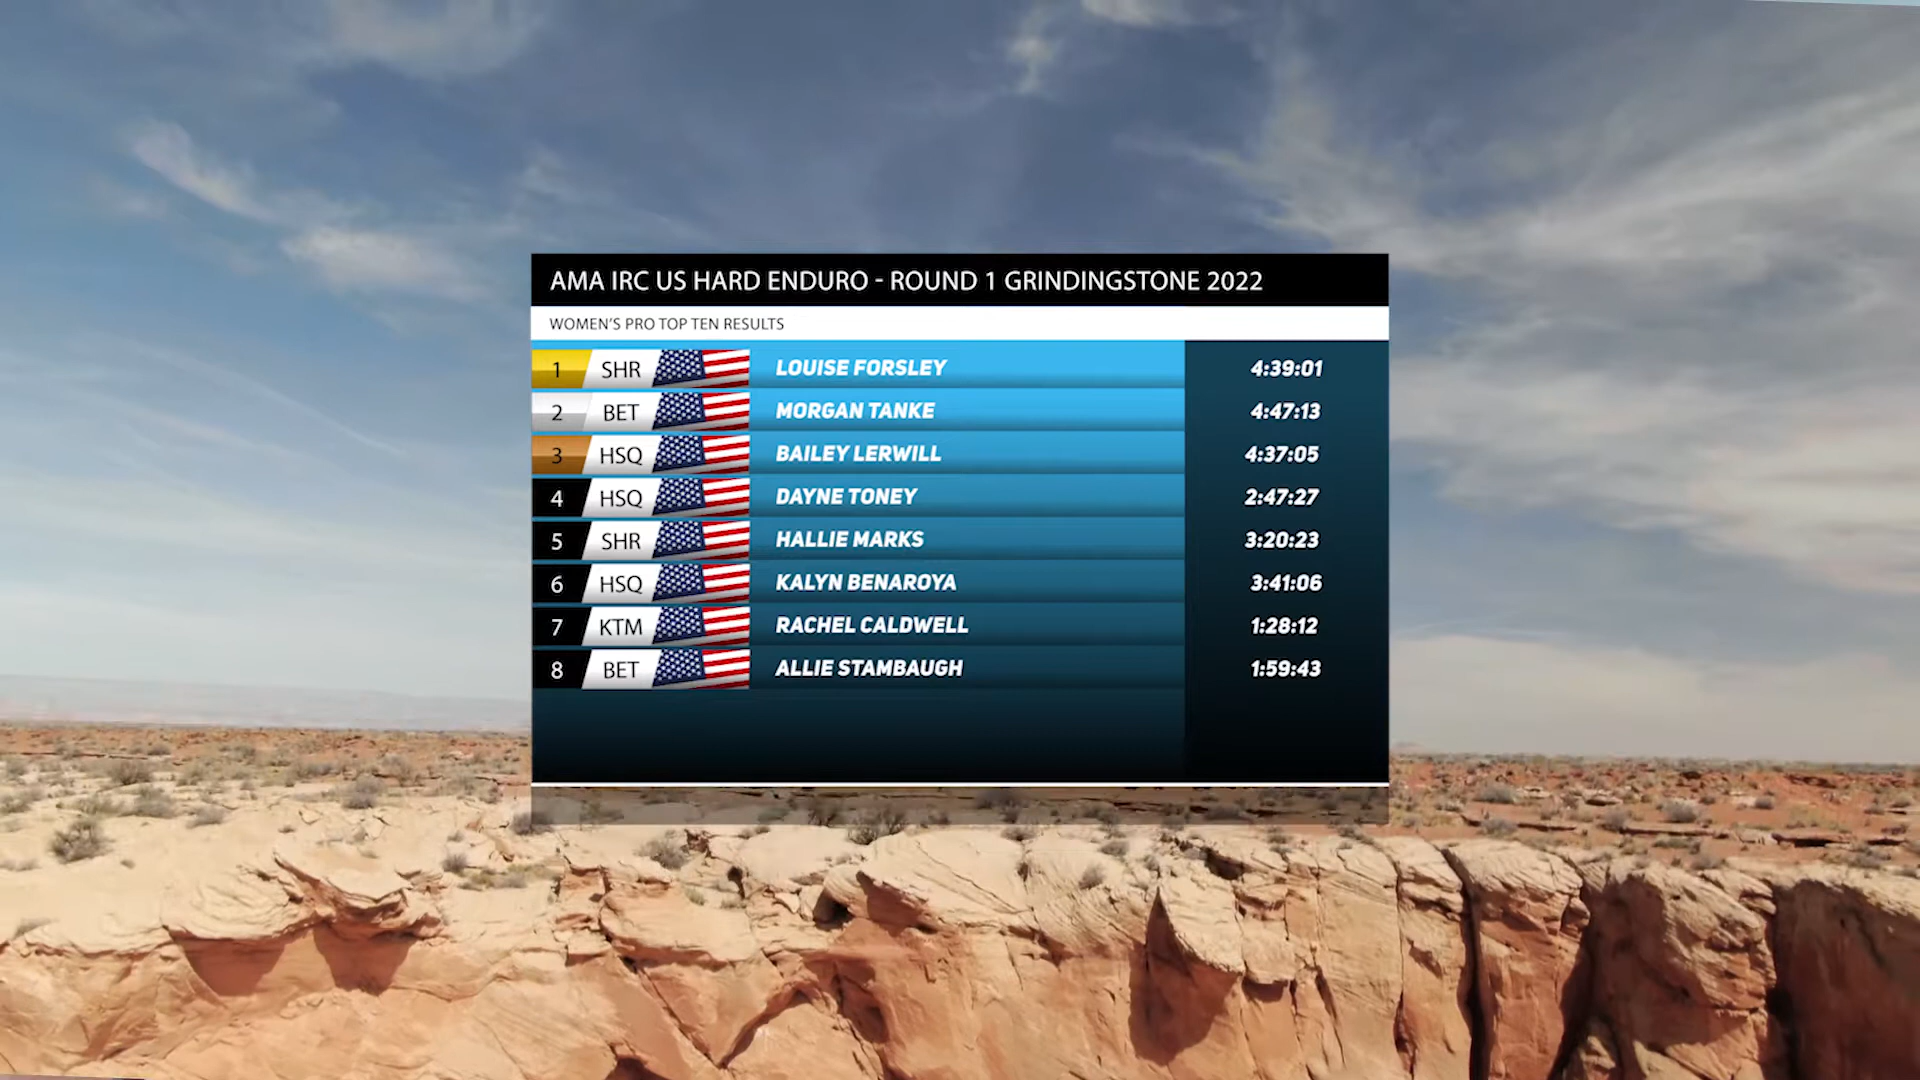 AMA IRC US HARD ENDURO - ROUND 1 GRINDINGSTONE 2022
WOMEN'S PRO TOP TEN RESULTS
1 SHR LOUISE FORSLEY 4:39:01
2 BET MORGAN TANKE 4:47:13
3 HSQ BAILEY LERWILL 4:37:05
4 HSQ DAYNE TONEY 2:47:27
5 SHR HALLIE MARKS 3:20:23
6 HSQ KALYN BENAROYA 3:41:06
7 KTM RACHEL CALDWELL 1:28:12
8 BET ALLIE STAMBAUGH 1:59:43